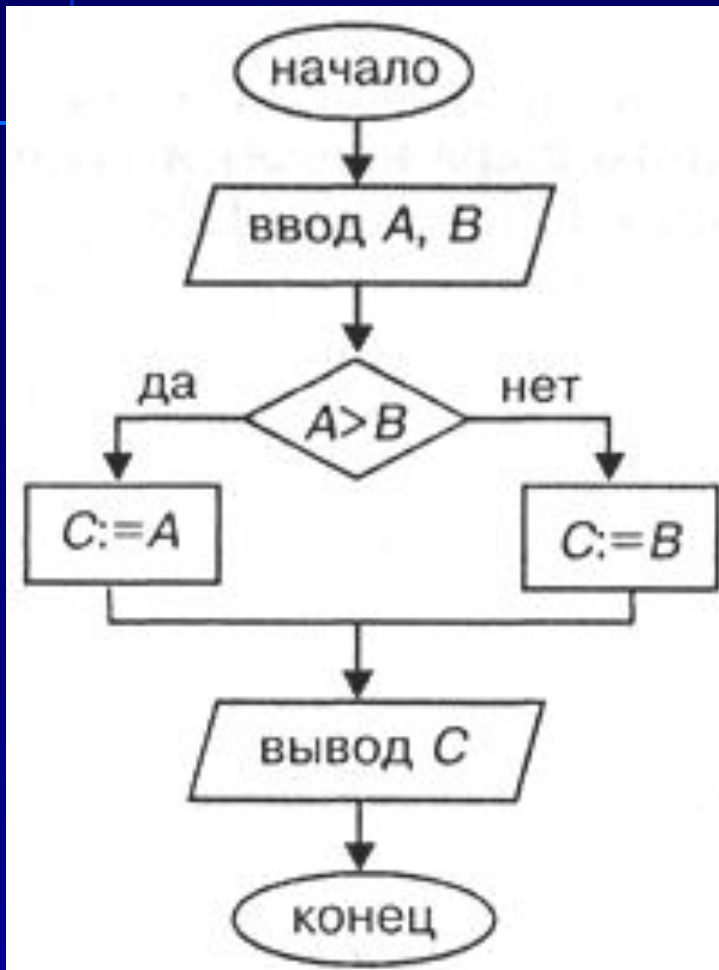 начало
ввод A, B
да
нет
A>B
C:=A
C:=B
вывод C
конец